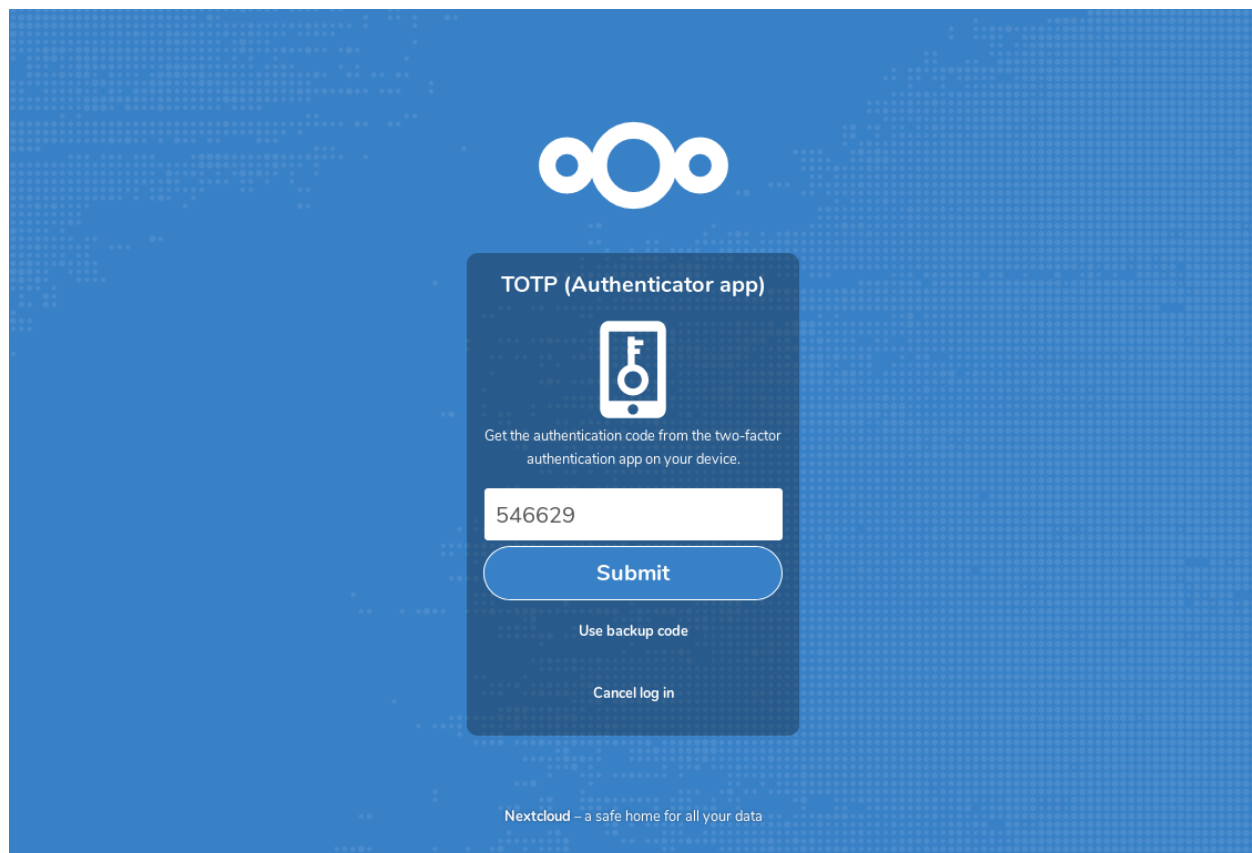 TOTP (Authenticator app)
Get the authentication code from the two-factor
authentication app on your device.
546629
Submit
Use backup code
Cancel log in
Nextcloud – a safe home for all your data